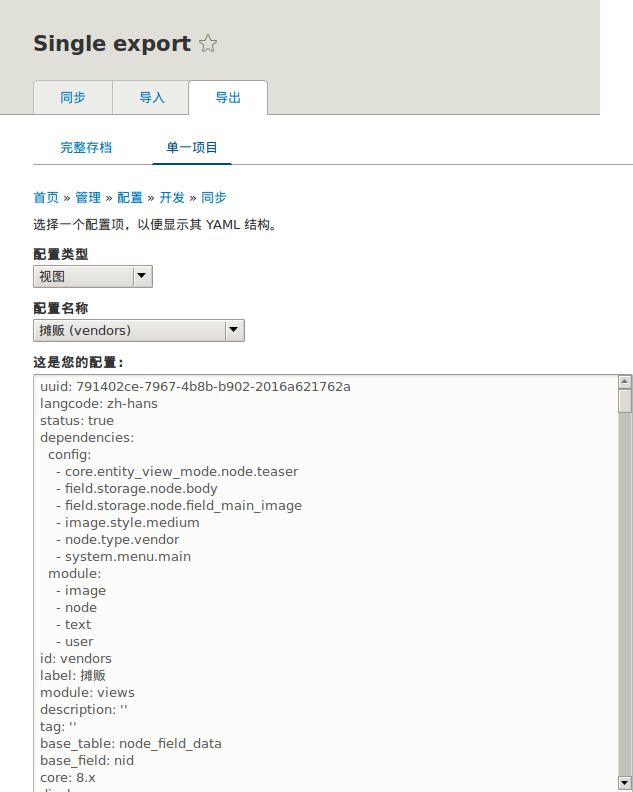 Single export
同步 导入 导出
完整存档 单一项目
首页 » 管理 » 配置 » 开发 » 同步
选择一个配置项，以便显示其 YAML 结构。
配置类型
视图
配置名称
摊贩 (vendors)
这是您的配置：
uuid: 791402ce-7967-4b8b-b902-2016a621762a
langcode: zh-hans
status: true
dependencies:
  config:
    - core.entity_view_mode.node.teaser
    - field.storage.node.body
    - field.storage.node.field_main_image
    - image.style.medium
    - node.type.vendor
    - system.menu.main
  module:
    - image
    - node
    - text
    - user
id: vendors
label: 摊贩
module: views
description: ''
tag: ''
base_table: node_field_data
base_field: nid
core: 8.x